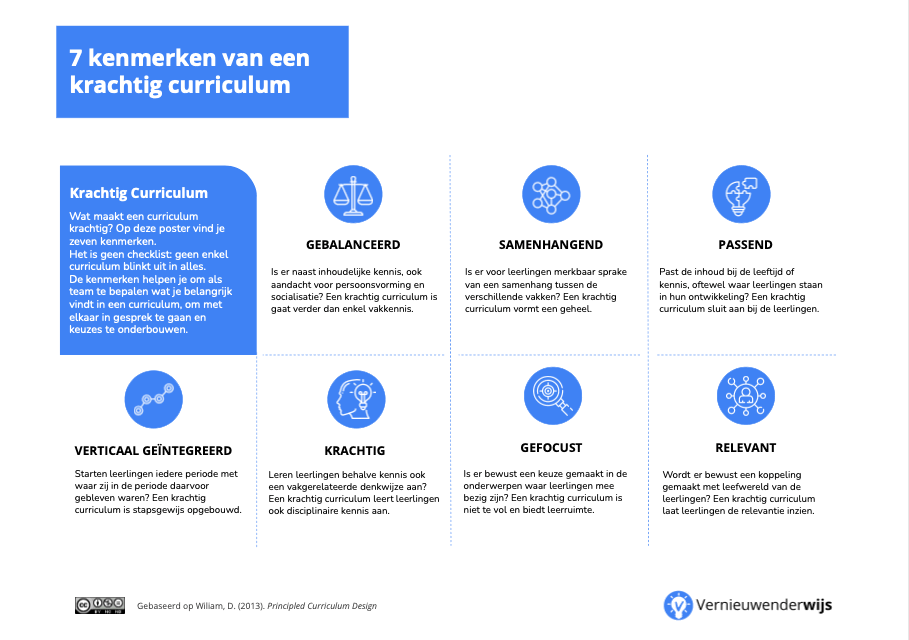 7 kenmerken van een
krachtig curriculum
Krachtig Curriculum
Wat maakt een curriculum
krachtig? Op deze poster vind je
zeven kenmerken.
Het is geen checklist: geen enkel
curriculum blinkt uit in alles.
De kenmerken helpen je om als
team te bepalen wat je belangrijk
vindt in een curriculum, om met
elkaar in gesprek te gaan en
keuzes te onderbouwen.
GEBALANCEERD
Is er naast inhoudelijke kennis, ook
aandacht voor persoonsvorming en
socialisatie? Een krachtig curriculum is
gaat verder dan enkel vakkennis.
SAMENHANGEND
Is er voor leerlingen merkbaar sprake
van een samenhang tussen de
verschillende vakken? Een krachtig
curriculum vormt een geheel.
PASSEND
Past de inhoud bij de leeftijd of
kennis, oftewel waar leerlingen staan
in hun ontwikkeling? Een krachtig
curriculum sluit aan bij de leerlingen.
VERTICAAL GEÏNTEGREERD
Starten leerlingen iedere periode met
waar zij in de periode daarvoor
gebleven waren? Een krachtig
curriculum is stapsgewijs opgebouwd.
KRACHTIG
Leren leerlingen behalve kennis ook
een vakgerelateerde denkwijze aan?
Een krachtig curriculum leert leerlingen
ook disciplinaire kennis aan.
GEFOCUST
Is er bewust een keuze gemaakt in de
onderwerpen waar leerlingen mee
bezig zijn? Een krachtig curriculum is
niet te vol en biedt leerruimte.
RELEVANT
Wordt er bewust een koppeling
gemaakt met leefwereld van de
leerlingen? Een krachtig curriculum
laat leerlingen de relevantie inzien.
Gebaseerd op Wiliam, D. (2013). Principled Curriculum Design
Vernieuwenderwijs